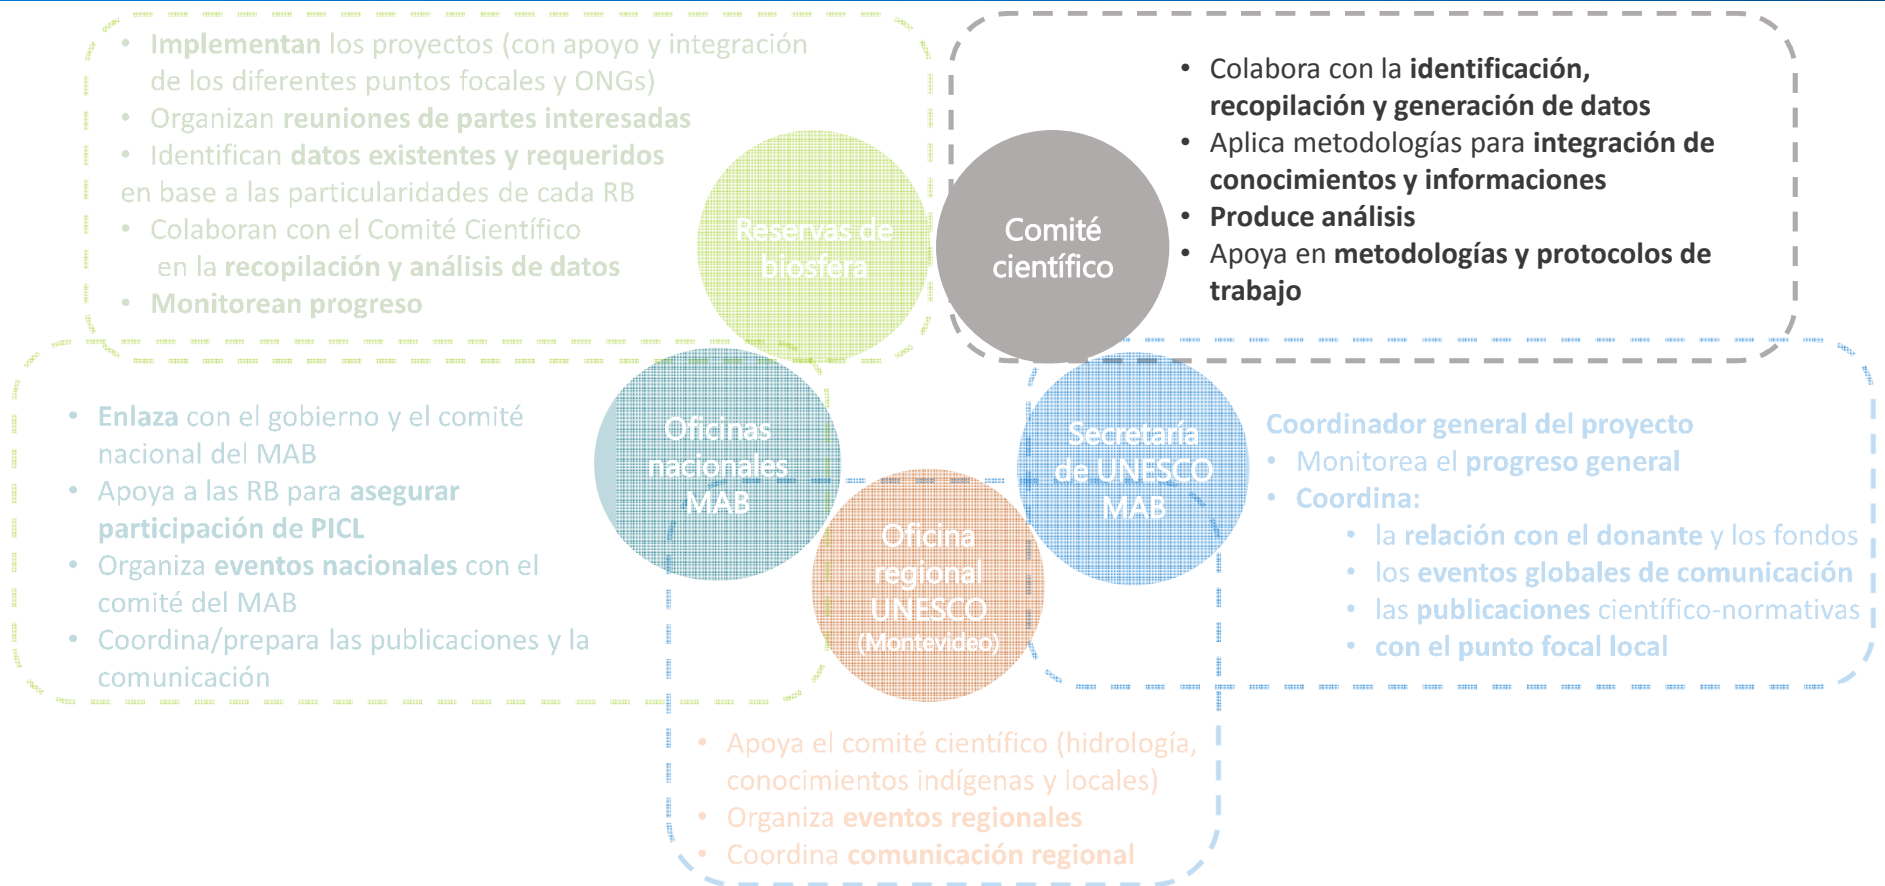 • Implementan los proyectos (con apoyo y integración
de los diferentes puntos focales y ONGs)
• Organizan reuniones de partes interesadas
• Identifican datos existentes y requeridos
en base a las particularidades de cada RB
• Colaboran con el Comité Científico
en la recopilación y análisis de datos
• Monitorean progreso
Reservas de
biosfera
Comité
científico
• Colabora con la identificación,
recopilación y generación de datos
• Aplica metodologías para integración de
conocimientos y informaciones
• Produce análisis
• Apoya en metodologías y protocolos de
trabajo
• Enlaza con el gobierno y el comité
nacional del MAB
• Apoya a las RB para asegurar
participación de PICL
• Organiza eventos nacionales con el
comité del MAB
• Coordina/prepara las publicaciones y la
comunicación
Oficinas
nacionales
MAB
Oficina
regional
UNESCO
(Montevideo)
Secretaría
de UNESCO
MAB
Coordinador general del proyecto
• Monitorea el progreso general
• Coordina:
• la relación con el donante y los fondos
• los eventos globales de comunicación
• las publicaciones científico-normativas
• con el punto focal local
• Apoya el comité científico (hidrología,
conocimientos indígenas y locales)
• Organiza eventos regionales
• Coordina comunicación regional